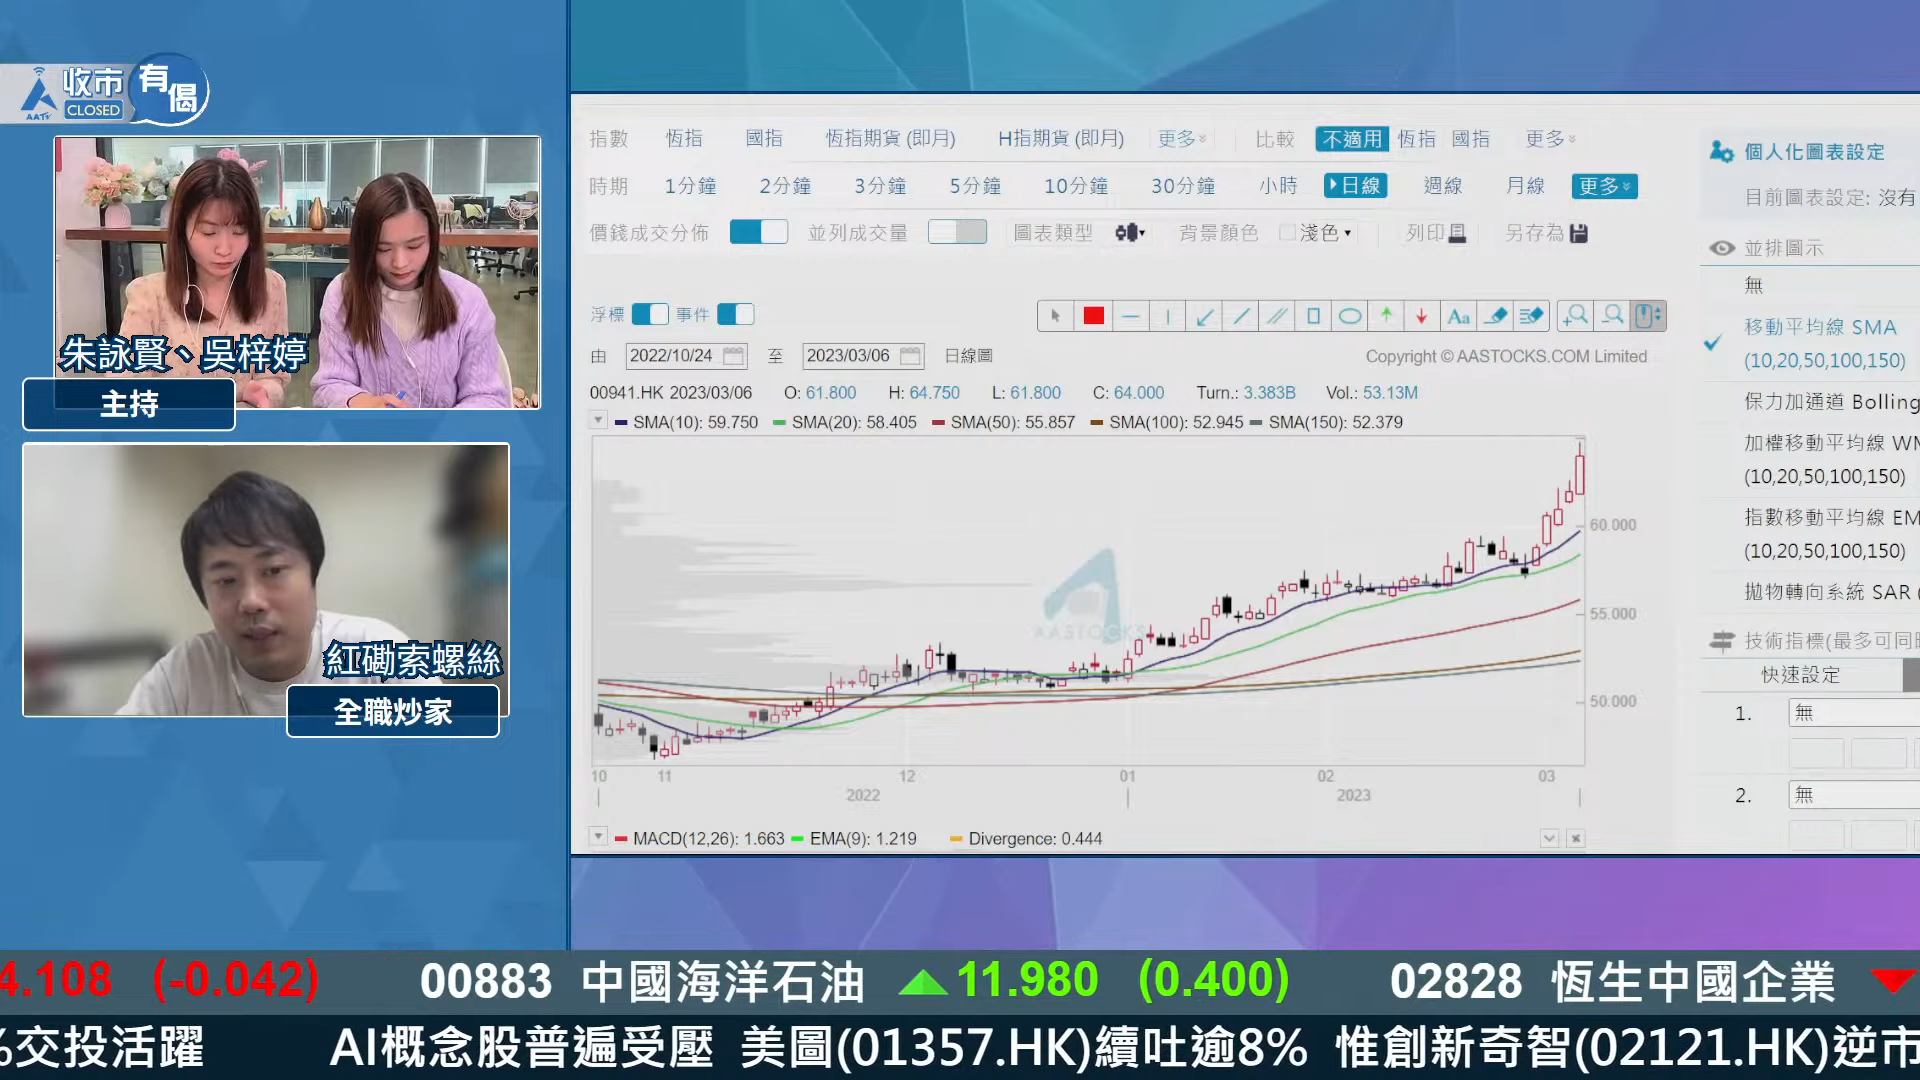 收市
CLOSED
有偈
AATV
朱詠賢、吳梓婷
主持
紅磡索螺絲
全職炒家
指數 恆指 國指 恆指期貨 (即月) H指期貨 (即月) 更多 比較 不適用 恆指 國指 更多
時期 1分鐘 2分鐘 3分鐘 5分鐘 10分鐘 30分鐘 小時 日線 週線 月線 更多
價錢成交分佈 並列成交量 圖表類型 背景顏色 淺色 列印 另存為
浮標 事件 Aa
由 2022/10/24 至 2023/03/06 日線圖 Copyright © AASTOCKS.COM Limited
00941.HK 2023/03/06 O: 61.800 H: 64.750 L: 61.800 C: 64.000 Turn.: 3.383B Vol.: 53.13M
SMA(10): 59.750 SMA(20): 58.405 SMA(50): 55.857 SMA(100): 52.945 SMA(150): 52.379
60.000
55.000
50.000
AASTOCKS
10 11 12 01 02 03
2022 2023
MACD(12,26): 1.663 EMA(9): 1.219 Divergence: 0.444
個人化圖表設定
目前圖表設定: 沒有
並排圖示
無
移動平均線 SMA
(10,20,50,100,150)
保力加通道 Bolling
加權移動平均線 WM
(10,20,50,100,150)
指數移動平均線 EM
(10,20,50,100,150)
拋物轉向系統 SAR (
技術指標(最多可同
快速設定
1. 無
2. 無
4.108 (-0.042) 00883 中國海洋石油 11.980 (0.400) 02828 恆生中國企業
%交投活躍 AI概念股普遍受壓 美圖(01357.HK)續吐逾8% 惟創新奇智(02121.HK)逆市